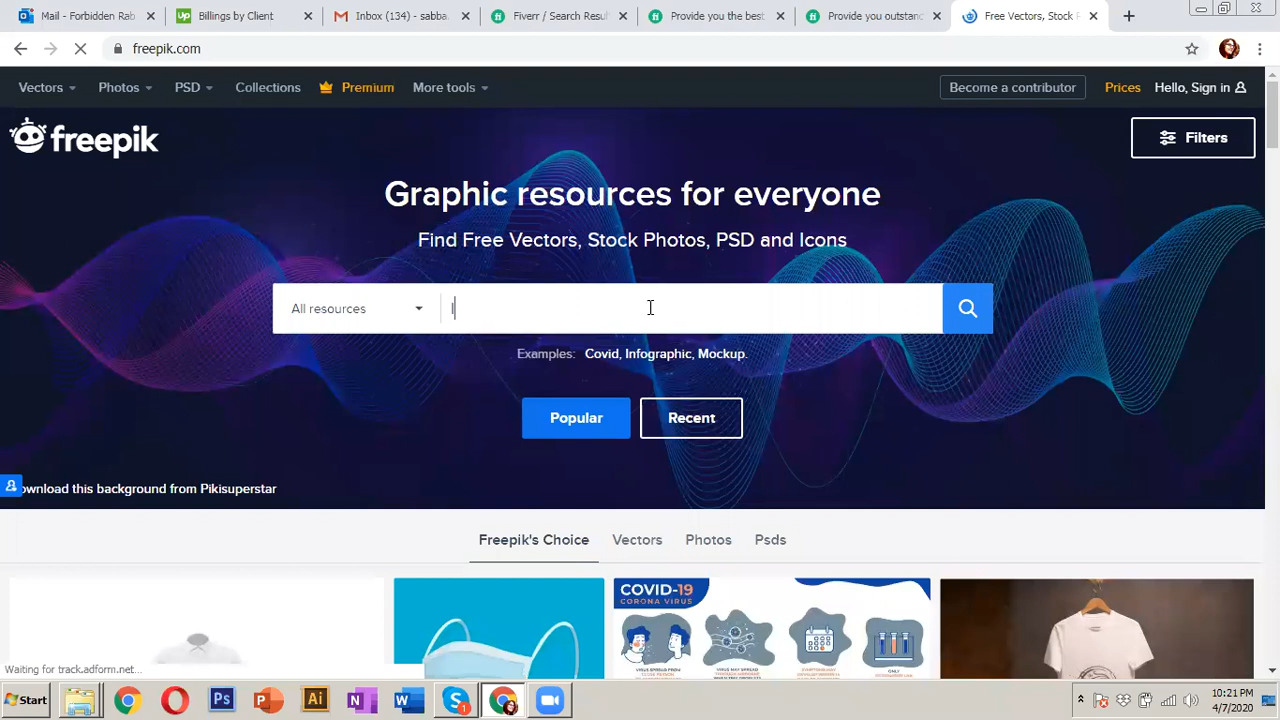 Mail - Forbidden Rab
Billings by Client
Inbox (134) - sabba.
Fiverr / Search Resul
Provide you the best
Provide you outstanc
Free Vectors, Stock F
freepik.com
Vectors
Photos
PSD
Collections
Premium
More tools
Become a contributor
Prices
Hello, Sign in
freepik
Filters
Graphic resources for everyone
Find Free Vectors, Stock Photos, PSD and Icons
All resources
l
Examples: Covid, Infographic, Mockup.
Popular
Recent
ownload this background from Pikisuperstar
Freepik's Choice
Vectors
Photos
Psds
COVID-19
CORONA VIRUS
Waiting for track.adform.net...
Start
10:21 PM
4/7/2020